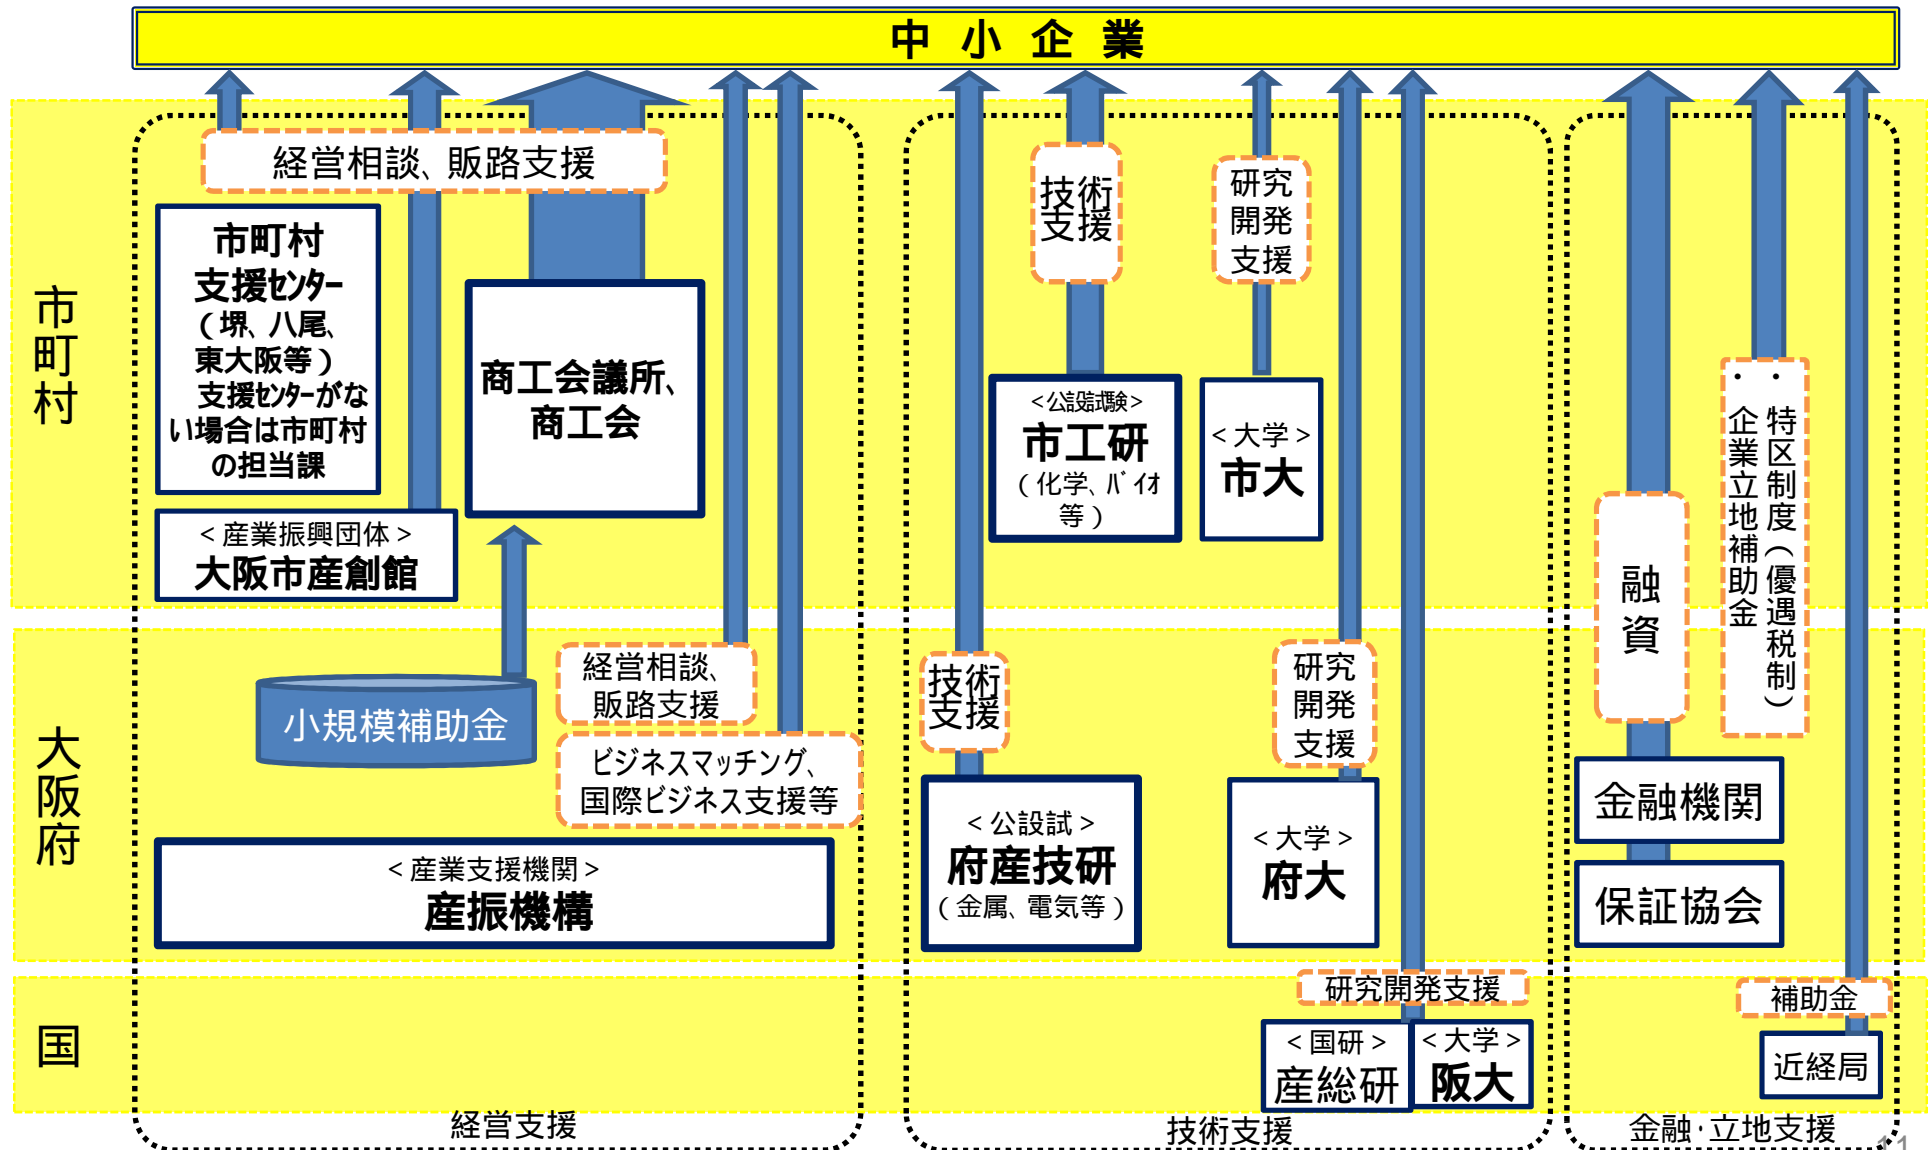 中小企業
市町村
経営相談、販路支援
市町村
支援ｾﾝﾀｰ
（堺、八尾、
東大阪等）
支援ｾﾝﾀｰがな
い場合は市町村
の担当課
商工会議所、
商工会
＜産業振興団体＞
大阪市産創館
技術
支援
＜公設試験＞
市工研
（化学、ﾊﾞｲｵ
等）
研究
開発
支援
＜大学＞
市大
融資
・特区制度（優遇税制）
・企業立地補助金
大阪府
小規模補助金
経営相談、
販路支援
ビジネスマッチング、
国際ビジネス支援等
＜産業支援機関＞
産振機構
技術
支援
＜公設試＞
府産技研
（金属、電気等）
研究
開発
支援
＜大学＞
府大
金融機関
保証協会
国
研究開発支援
＜国研＞
産総研
＜大学＞
阪大
補助金
近経局
経営支援
技術支援
金融・立地支援
11